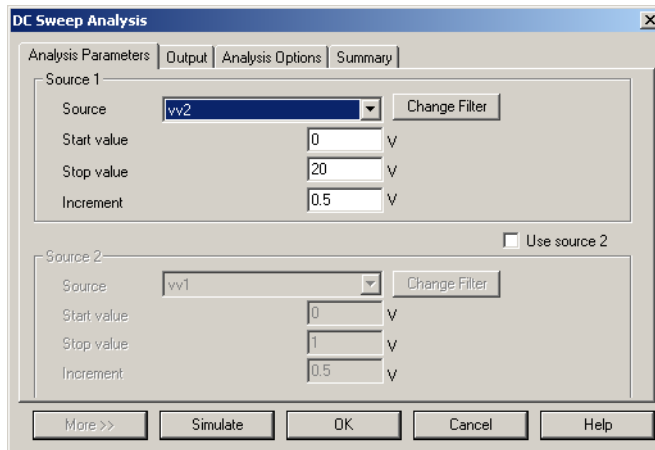 DC Sweep Analysis
Analysis Parameters Output Analysis Options Summary
Source 1
Source vv2 Change Filter
Start value 0 V
Stop value 20 V
Increment 0.5 V
Use source 2
Source 2
Source vv1 Change Filter
Start value 0 V
Stop value 1 V
Increment 0.5 V
More >> Simulate OK Cancel Help